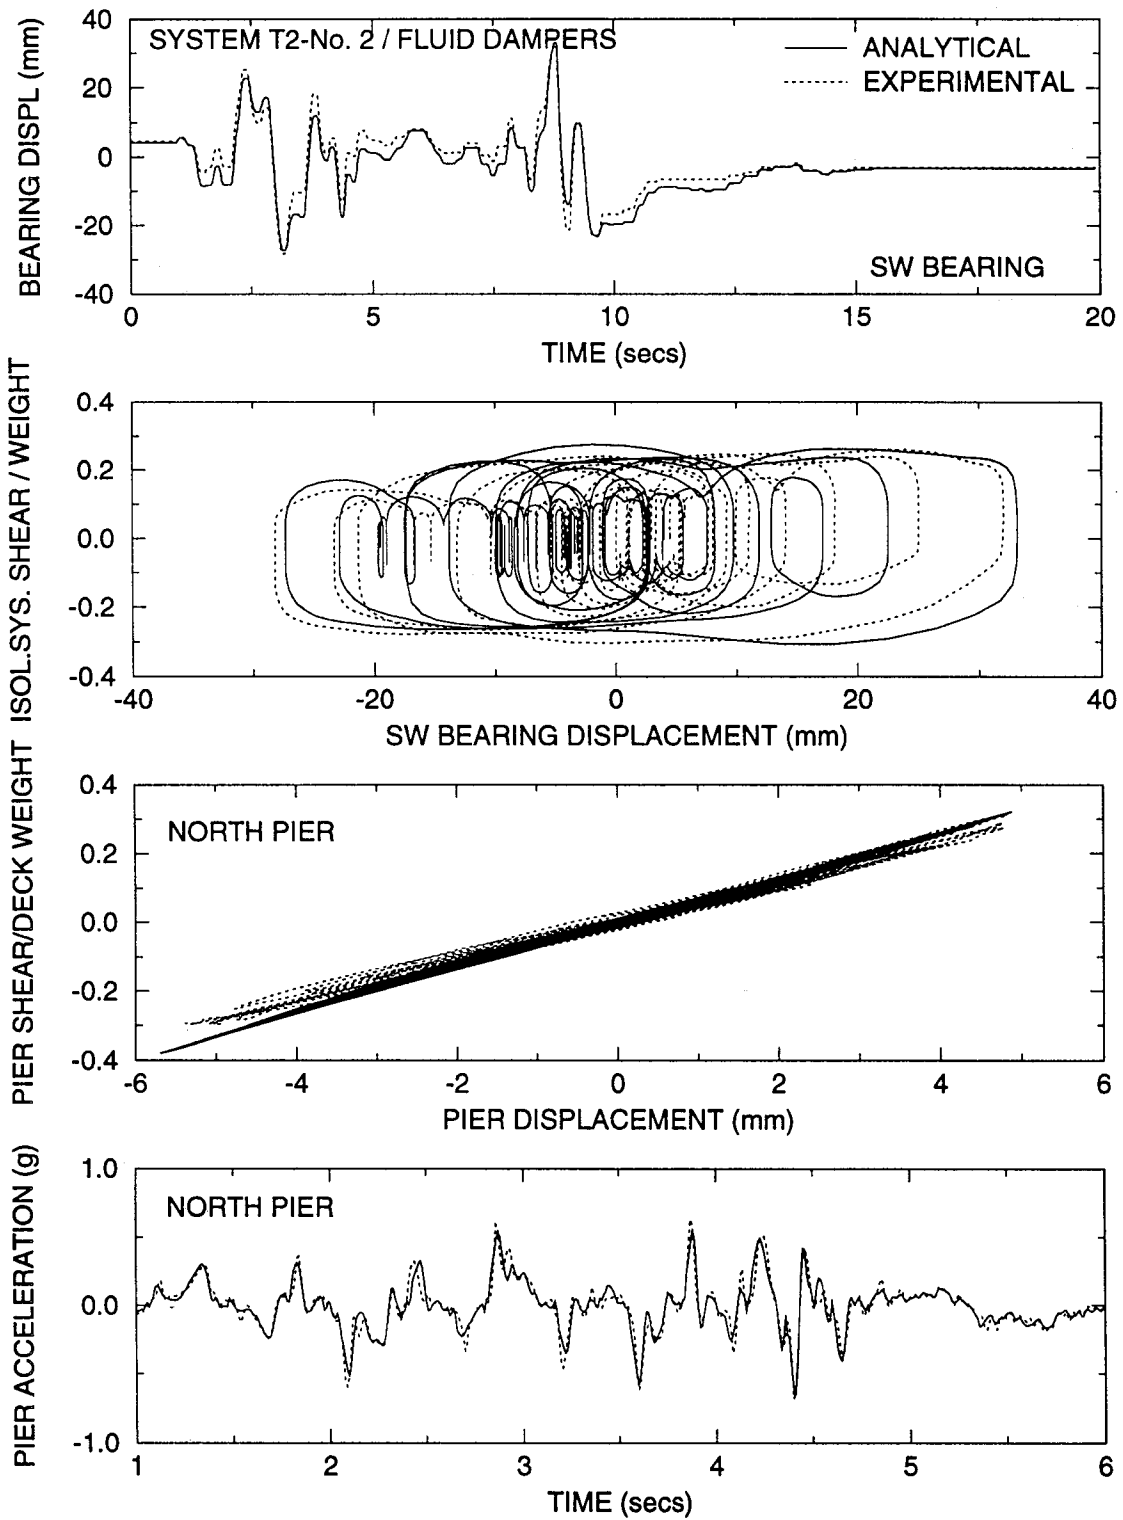 BEARING DISPL (mm)
40
20
0
-20
-40
SYSTEM T2-No. 2 / FLUID DAMPERS
ANALYTICAL
EXPERIMENTAL
SW BEARING
0 5 10 15 20
TIME (secs)
ISOL.SYS. SHEAR / WEIGHT
0.4
0.2
0.0
-0.2
-0.4
-40 -20 0 20 40
SW BEARING DISPLACEMENT (mm)
PIER SHEAR/DECK WEIGHT
0.4
0.2
0.0
-0.2
-0.4
NORTH PIER
-6 -4 -2 0 2 4 6
PIER DISPLACEMENT (mm)
PIER ACCELERATION (g)
1.0
0.0
-1.0
NORTH PIER
1 2 3 4 5 6
TIME (secs)